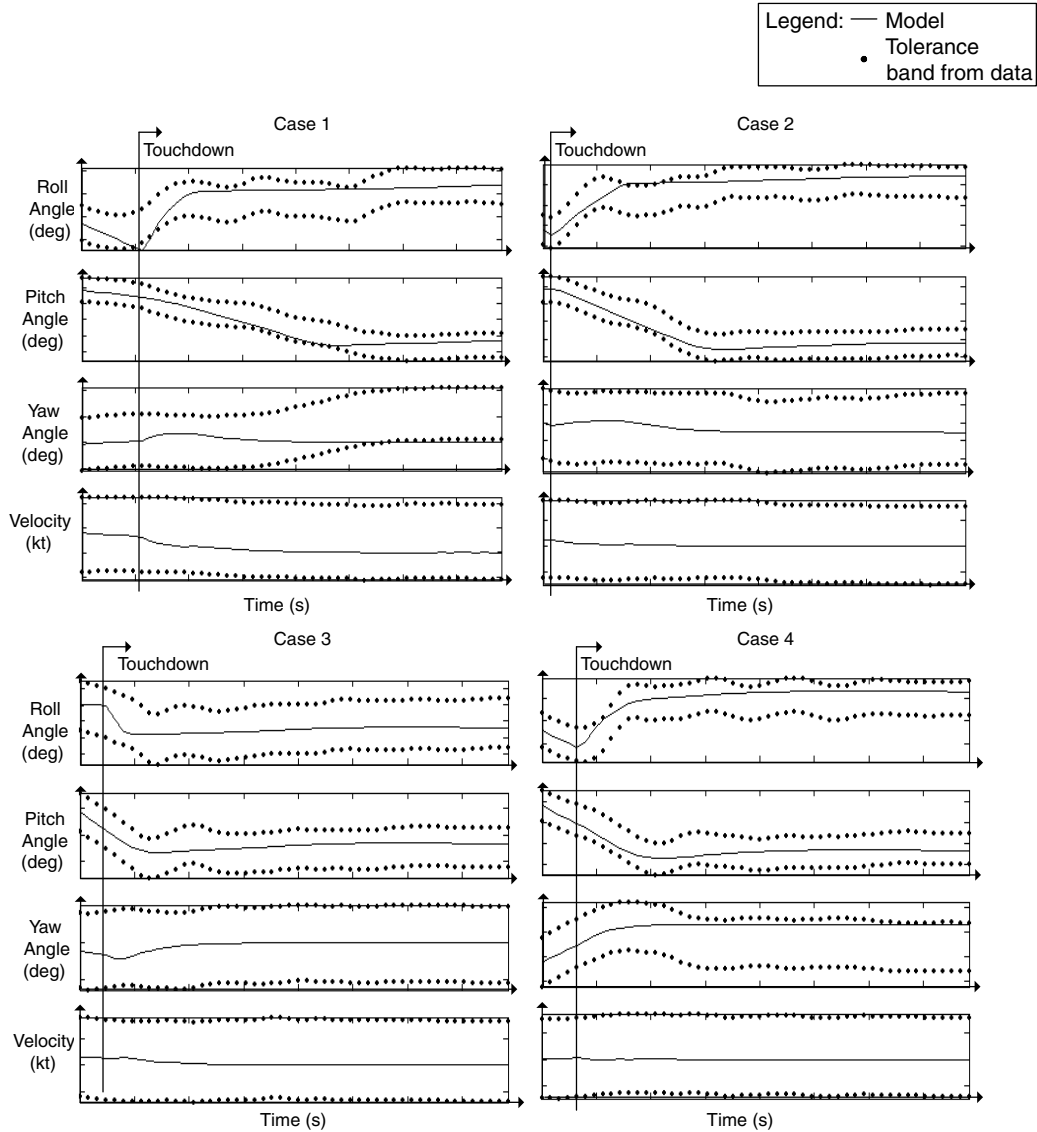 Legend: — Model
Tolerance
band from data
Case 1
Touchdown
Roll
Angle
(deg)
Pitch
Angle
(deg)
Yaw
Angle
(deg)
Velocity
(kt)
Time (s)
Case 2
Touchdown
Time (s)
Case 3
Touchdown
Roll
Angle
(deg)
Pitch
Angle
(deg)
Yaw
Angle
(deg)
Velocity
(kt)
Time (s)
Case 4
Touchdown
Time (s)